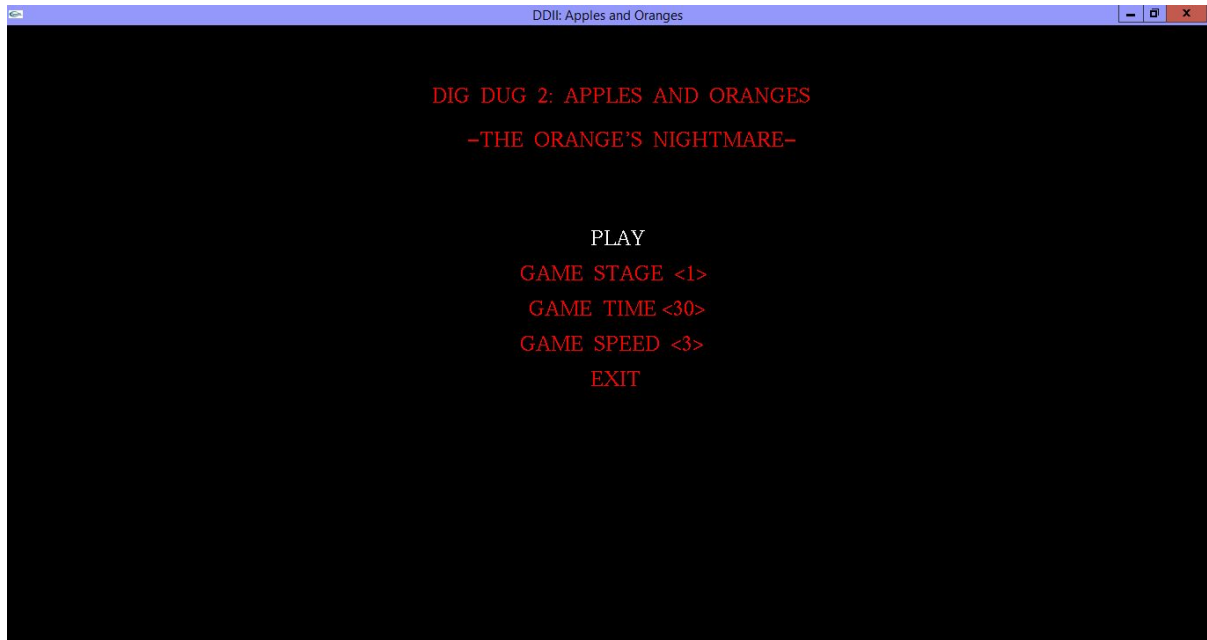 DDII: Apples and Oranges
DIG DUG 2: APPLES AND ORANGES
–THE ORANGE'S NIGHTMARE–
PLAY
GAME STAGE <1>
GAME TIME <30>
GAME SPEED <3>
EXIT